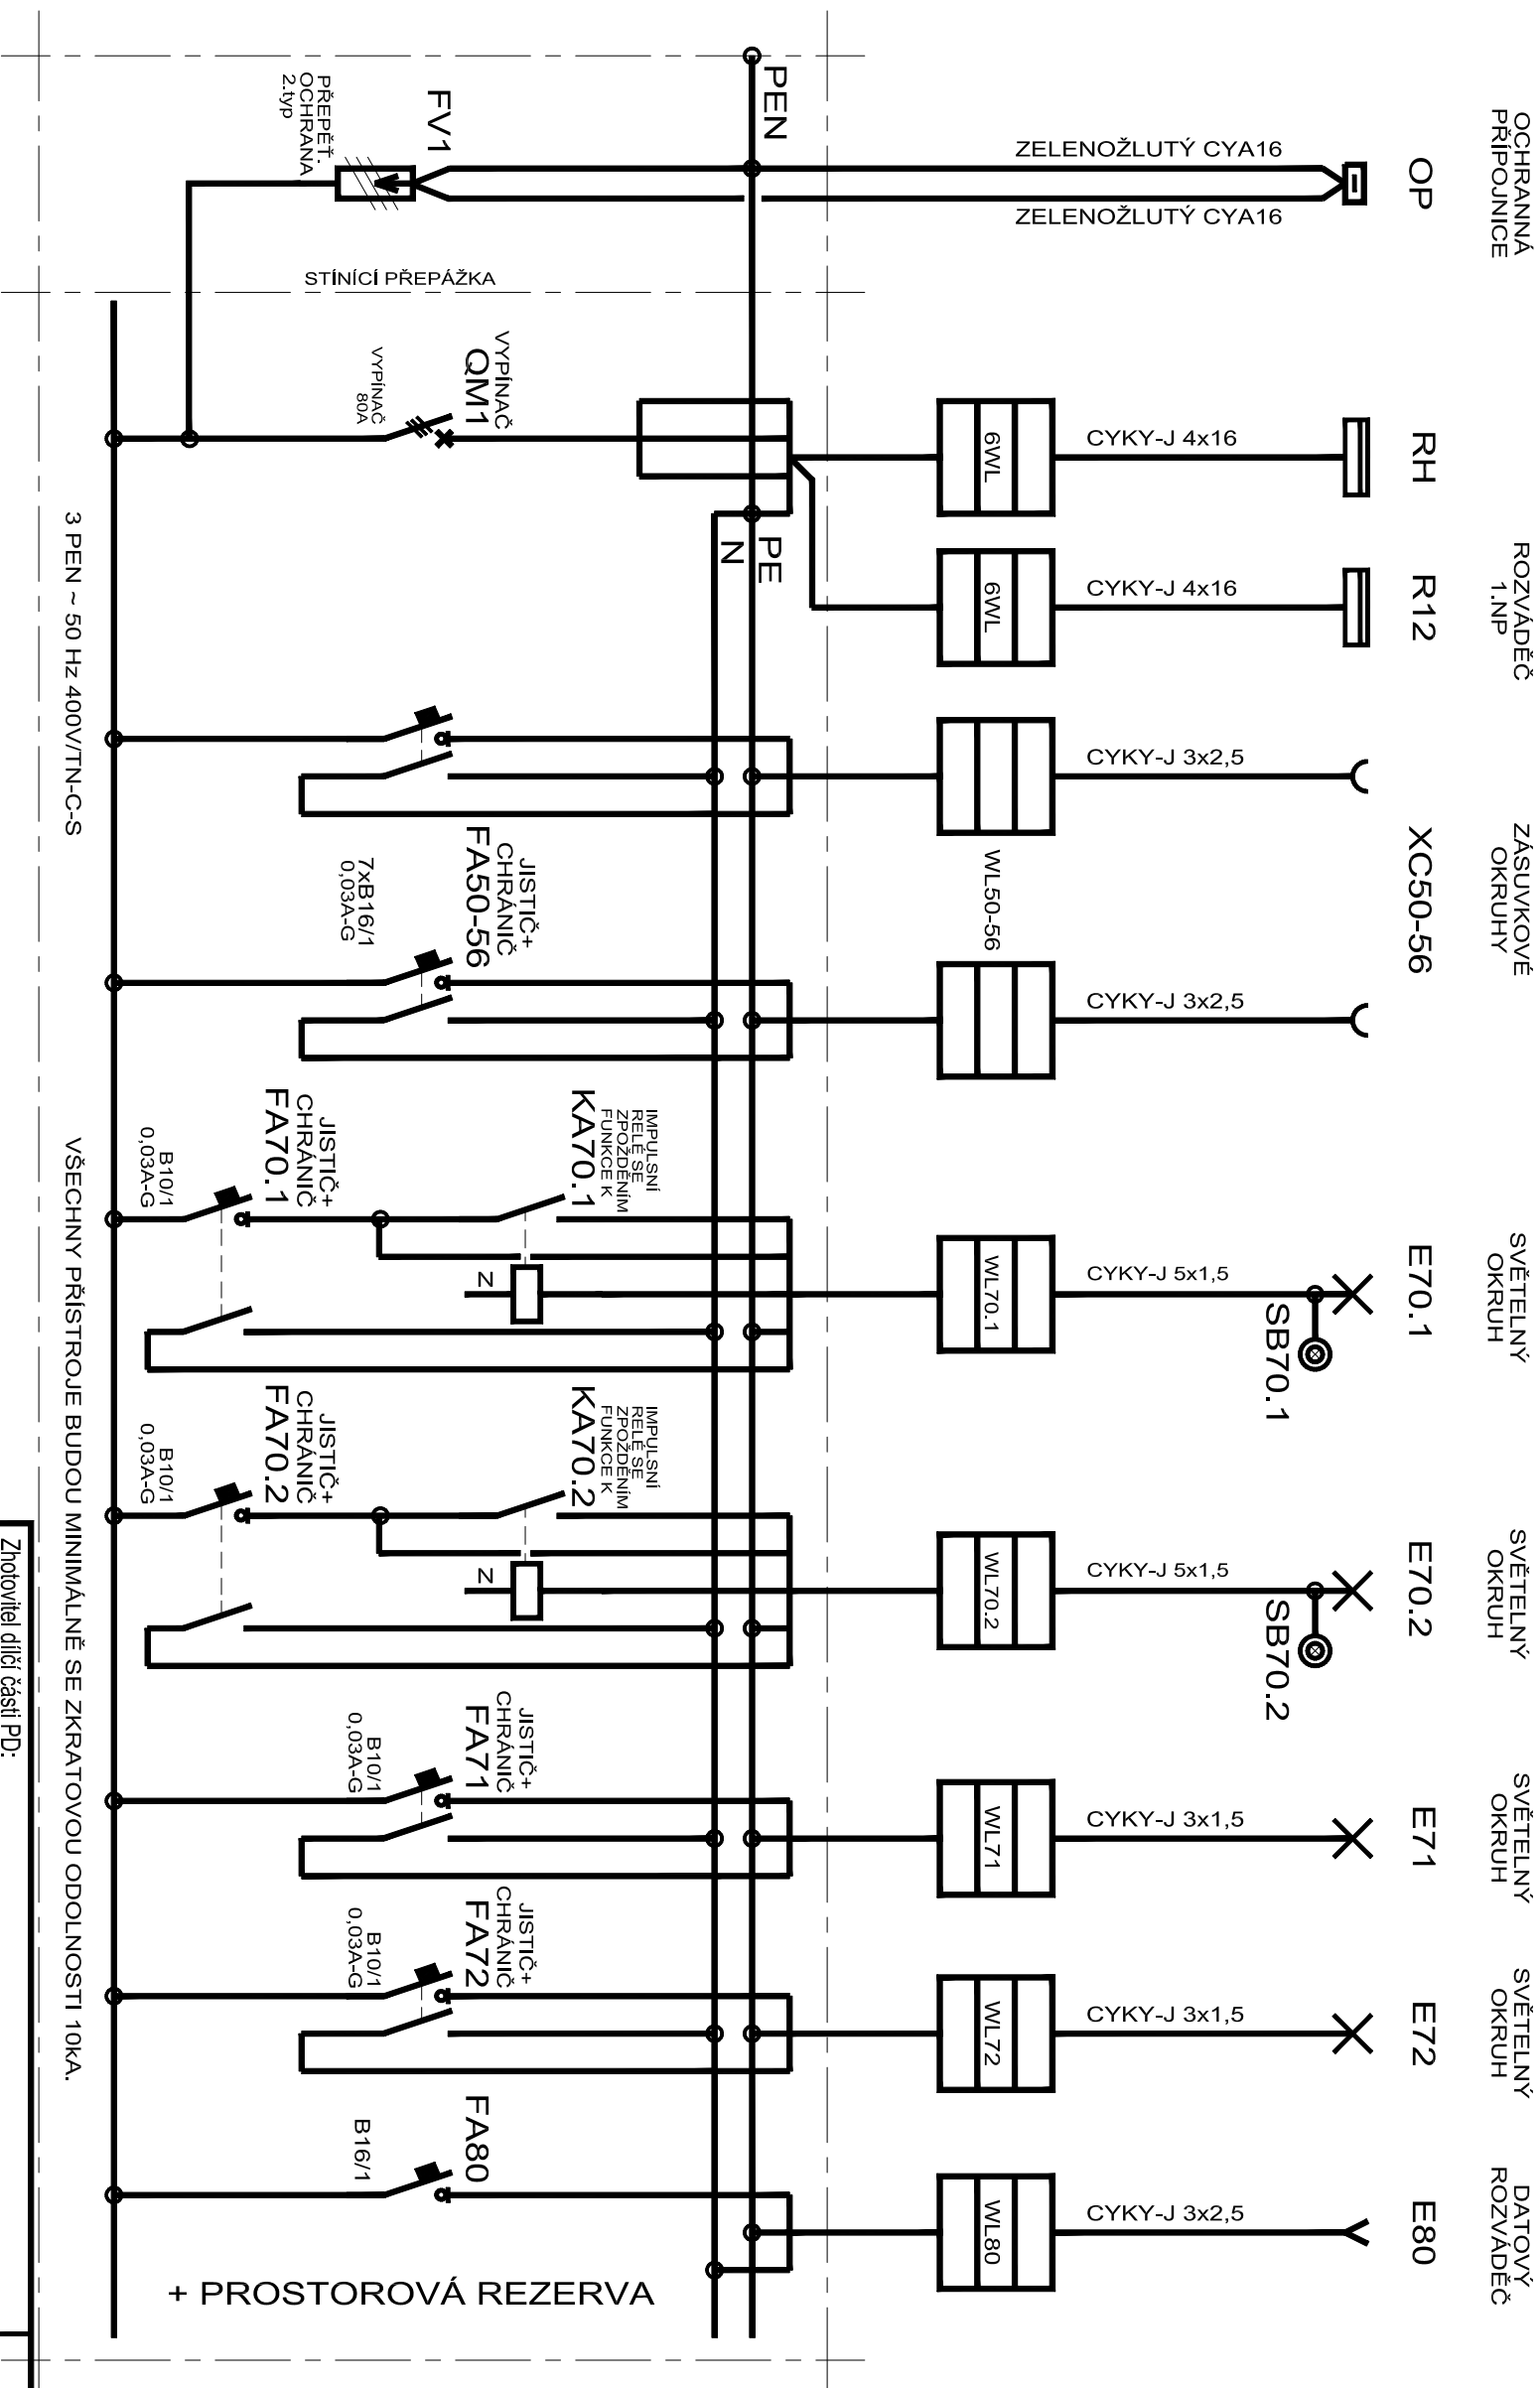 OCHRANNÁ
PŘÍPOJNICE
OP
ZELENOŽLUTÝ CYA16
ZELENOŽLUTÝ CYA16
PEN
FV1
PŘEPĚŤ.
OCHRANA
2.typ
STÍNÍCÍ PŘEPÁŽKA
RH
CYKY-J 4x16
6WL
VYPÍNAČ
QM1
VYPÍNAČ
80A
PE
N
ROZVÁDĚČ
1.NP
R12
CYKY-J 4x16
6WL
ZÁSUVKOVÉ
OKRUHY
XC50-56
CYKY-J 3x2,5
WL50-56
CYKY-J 3x2,5
JISTIČ+
CHRÁNIČ
FA50-56
7xB16/1
0,03A-G
SVĚTELNÝ
OKRUH
E70.1
SB70.1
CYKY-J 5x1,5
WL70.1
IMPULSNÍ
RELÉ SE
ZPOŽDĚNÍM
FUNKCE K
KA70.1
N
JISTIČ+
CHRÁNIČ
FA70.1
B10/1
0,03A-G
SVĚTELNÝ
OKRUH
E70.2
SB70.2
CYKY-J 5x1,5
WL70.2
IMPULSNÍ
RELÉ SE
ZPOŽDĚNÍM
FUNKCE K
KA70.2
N
JISTIČ+
CHRÁNIČ
FA70.2
B10/1
0,03A-G
SVĚTELNÝ
OKRUH
E71
CYKY-J 3x1,5
WL71
JISTIČ+
CHRÁNIČ
FA71
B10/1
0,03A-G
SVĚTELNÝ
OKRUH
E72
CYKY-J 3x1,5
WL72
JISTIČ+
CHRÁNIČ
FA72
B10/1
0,03A-G
DATOVÝ
ROZVÁDĚČ
E80
CYKY-J 3x2,5
WL80
FA80
B16/1
+ PROSTOROVÁ REZERVA
3 PEN ~ 50 Hz 400V/TN-C-S
VŠECHNY PŘÍSTROJE BUDOU MINIMÁLNĚ SE ZKRATOVOU ODOLNOSTI 10kA.
Zhotovitel dílčí části PD: